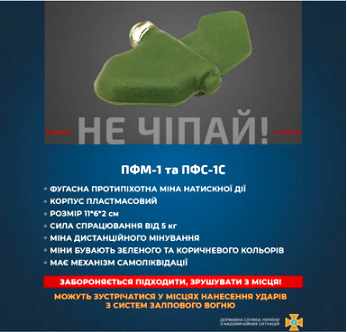 НЕ ЧІПАЙ!
ПФМ-1 та ПФС-1С
• ФУГАСНА ПРОТИПІХОТНА МІНА НАТИСКНОЇ ДІЇ
• КОРПУС ПЛАСТМАСОВИЙ
• РОЗМІР 11*6*2 см
• СИЛА СПРАЦЮВАННЯ ВІД 5 кг
• МІНА ДИСТАНЦІЙНОГО МІНУВАННЯ
• МІНИ БУВАЮТЬ ЗЕЛЕНОГО ТА КОРИЧНЕВОГО КОЛЬОРІВ
• МАЄ МЕХАНІЗМ САМОЛІКВІДАЦІЇ
ЗАБОРОНЯЄТЬСЯ ПІДХОДИТИ, ЗРУШУВАТИ З МІСЦЯ!
МОЖУТЬ ЗУСТРІЧАТИСЯ У МІСЦЯХ НАНЕСЕННЯ УДАРІВ
З СИСТЕМ ЗАЛПОВОГО ВОГНЮ
ДЕРЖАВНА СЛУЖБА УКРАЇНИ
З НАДЗВИЧАЙНИХ СИТУАЦІЙ